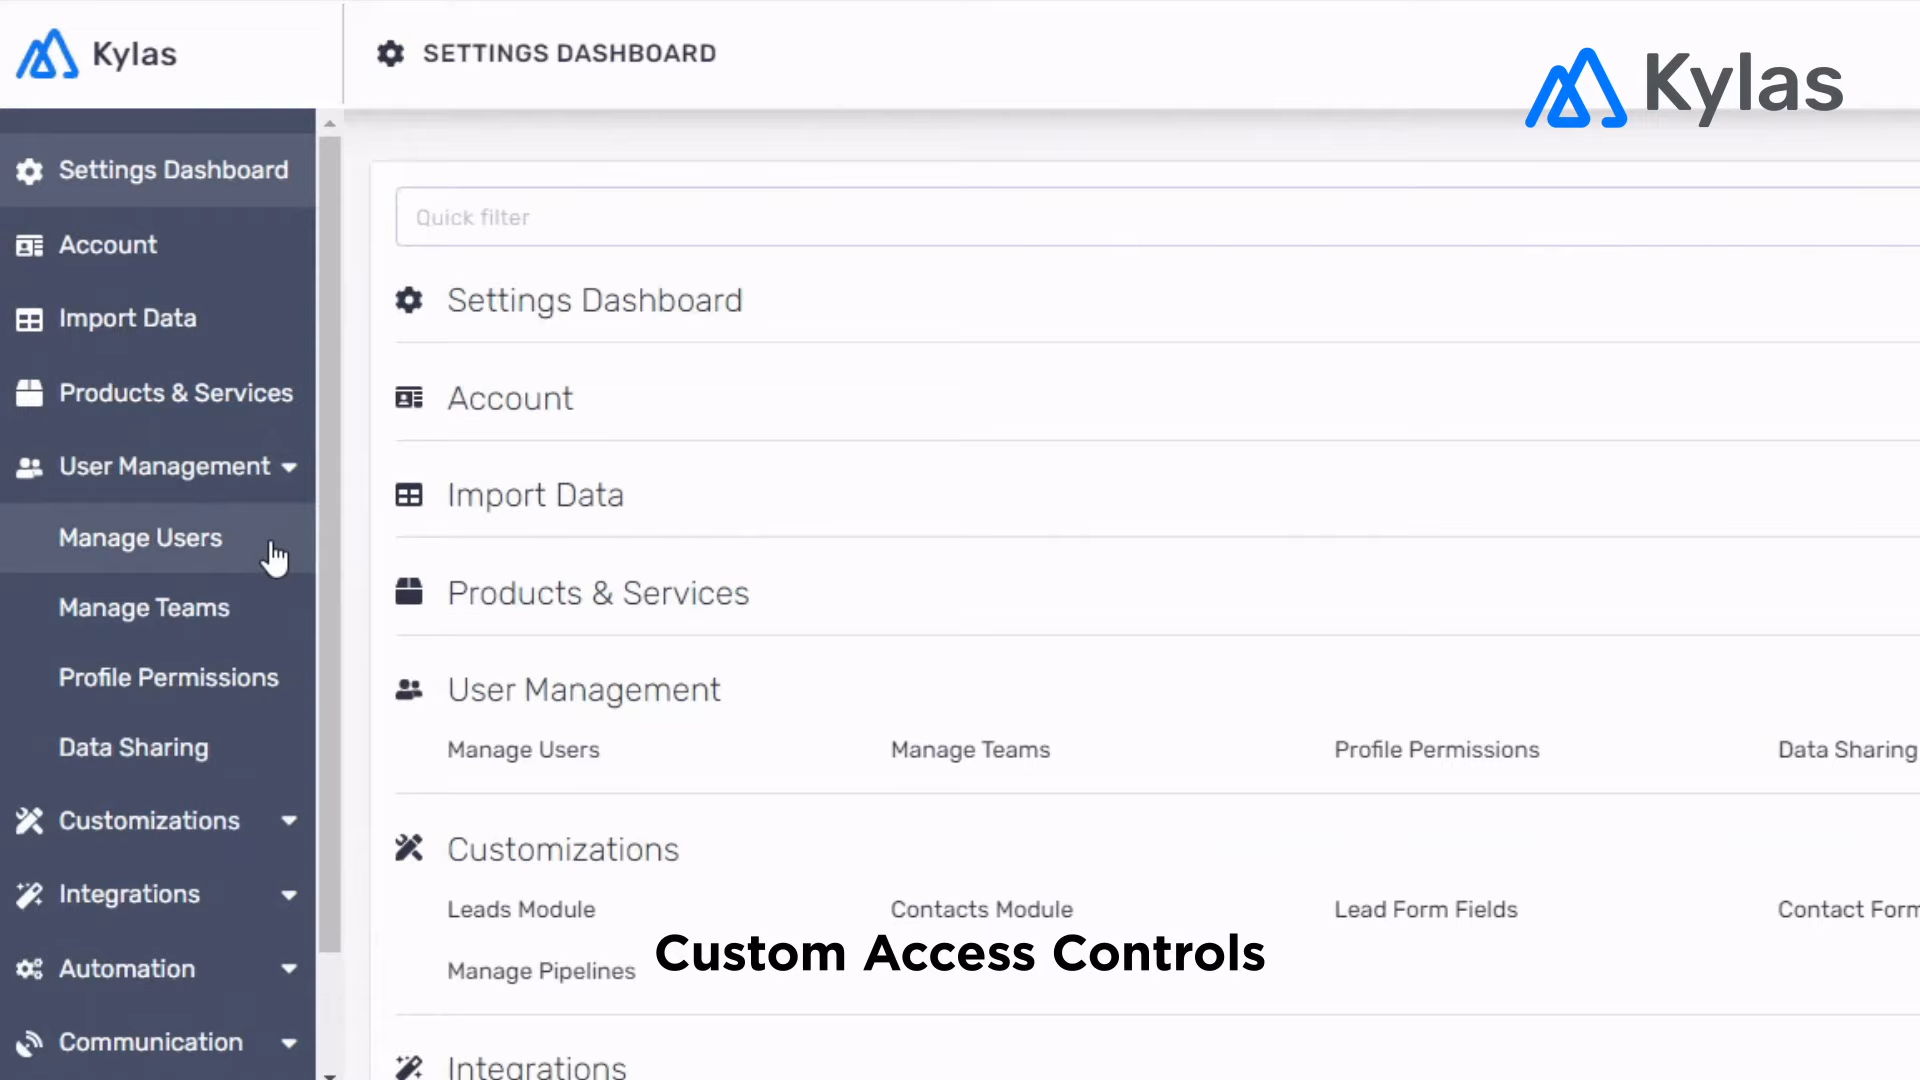 Kylas
SETTINGS DASHBOARD
Kylas
Settings Dashboard
Account
Import Data
Products & Services
User Management
Manage Users
Manage Teams
Profile Permissions
Data Sharing
Customizations
Integrations
Automation
Communication
Quick filter
Settings Dashboard
Account
Import Data
Products & Services
User Management
Manage Users Manage Teams Profile Permissions Data Sharing
Customizations
Leads Module Contacts Module Lead Form Fields Contact Form
Manage Pipelines
Custom Access Controls
Integrations